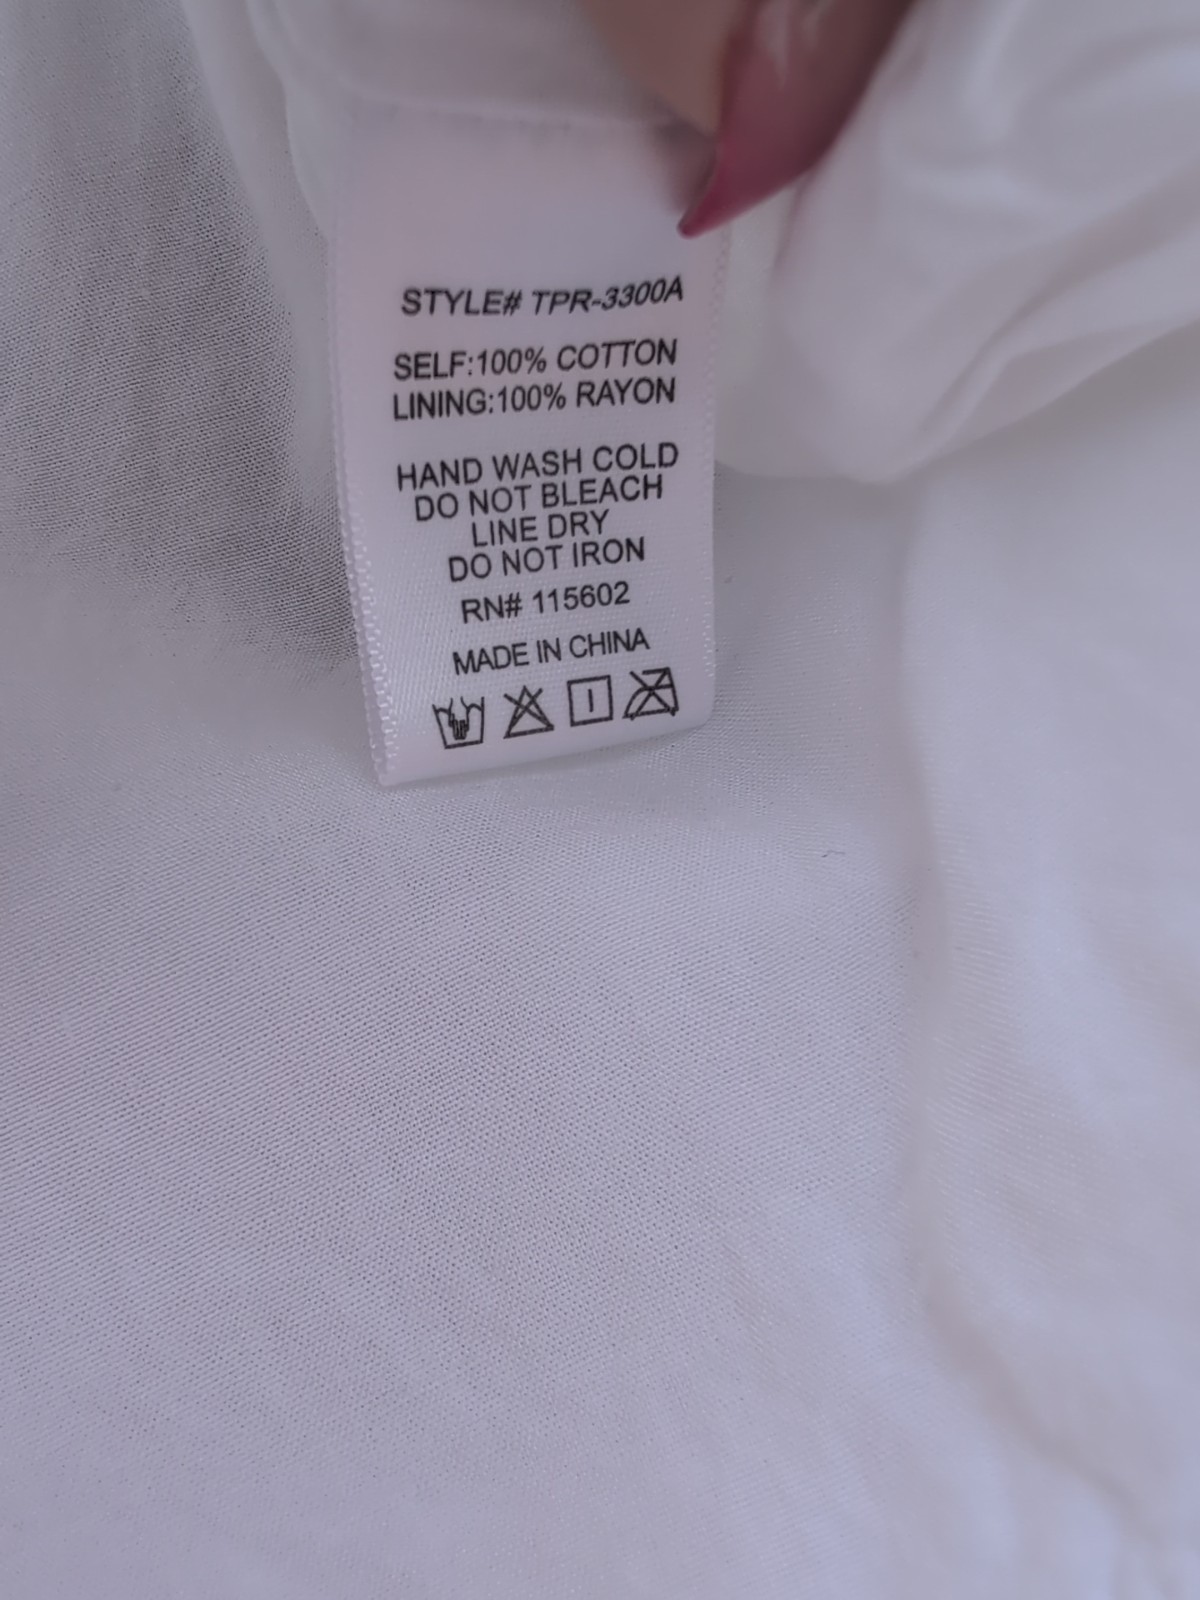 STYLE# TPR-3300A
SELF:100% COTTON
LINING:100% RAYON
HAND WASH COLD
DO NOT BLEACH
LINE DRY
DO NOT IRON
RN# 115602
MADE IN CHINA